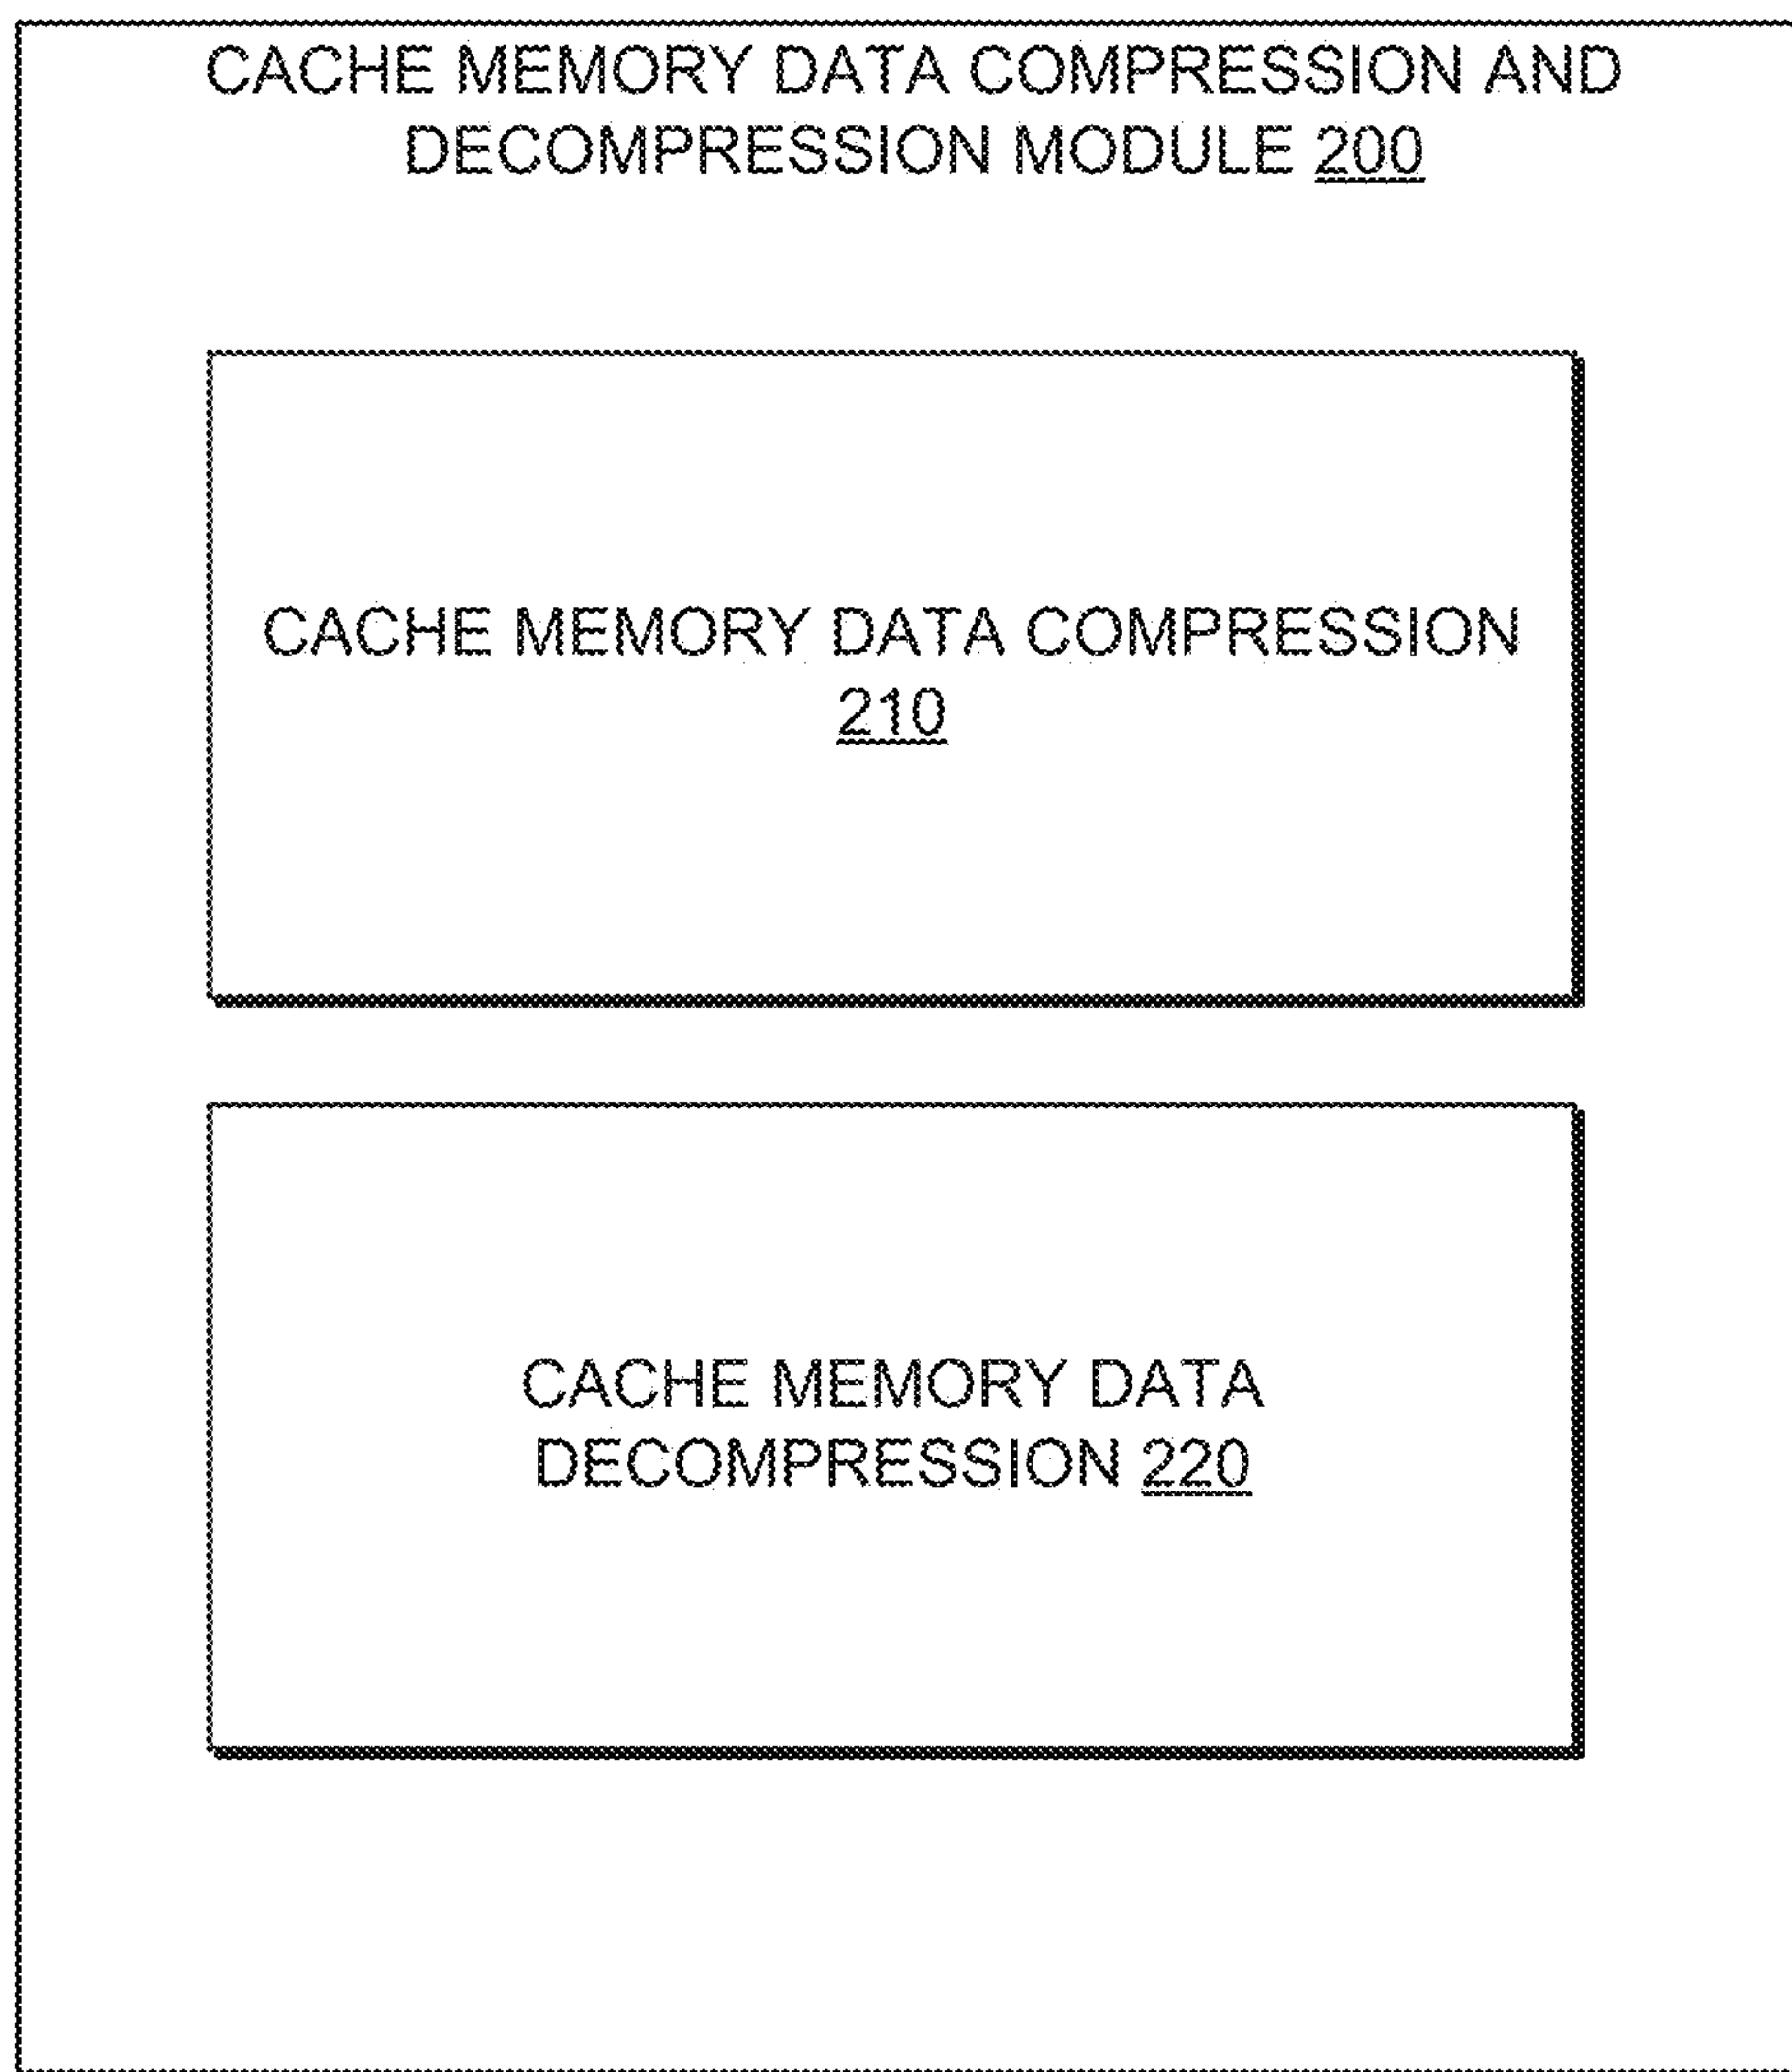 CACHE MEMORY DATA COMPRESSION AND
DECOMPRESSION MODULE 200
CACHE MEMORY DATA COMPRESSION
210
CACHE MEMORY DATA
DECOMPRESSION 220